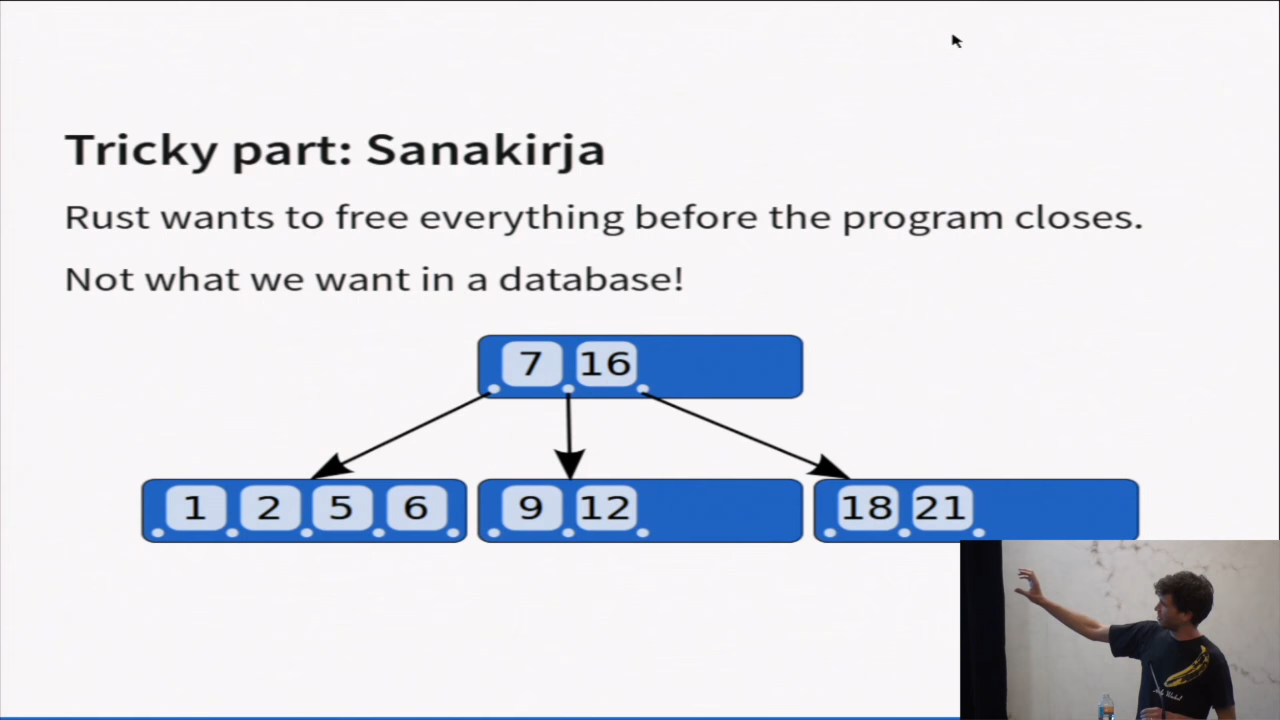 Tricky part: Sanakirja
Rust wants to free everything before the program closes.
Not what we want in a database!
7 16
1 2 5 6 9 12 18 21